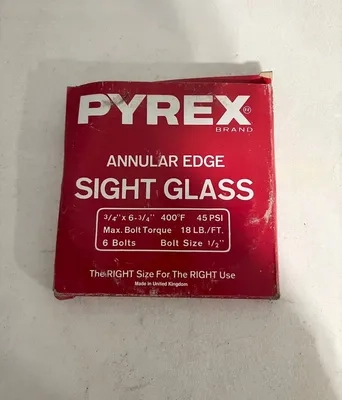 PYREX®
BRAND
ANNULAR EDGE
SIGHT GLASS
3/4" x 6-3/4" 400°F 45 PSI
Max. Bolt Torque 18 LB./FT.
6 Bolts Bolt Size 1/2"
The RIGHT Size For The RIGHT Use
Made in United Kingdom